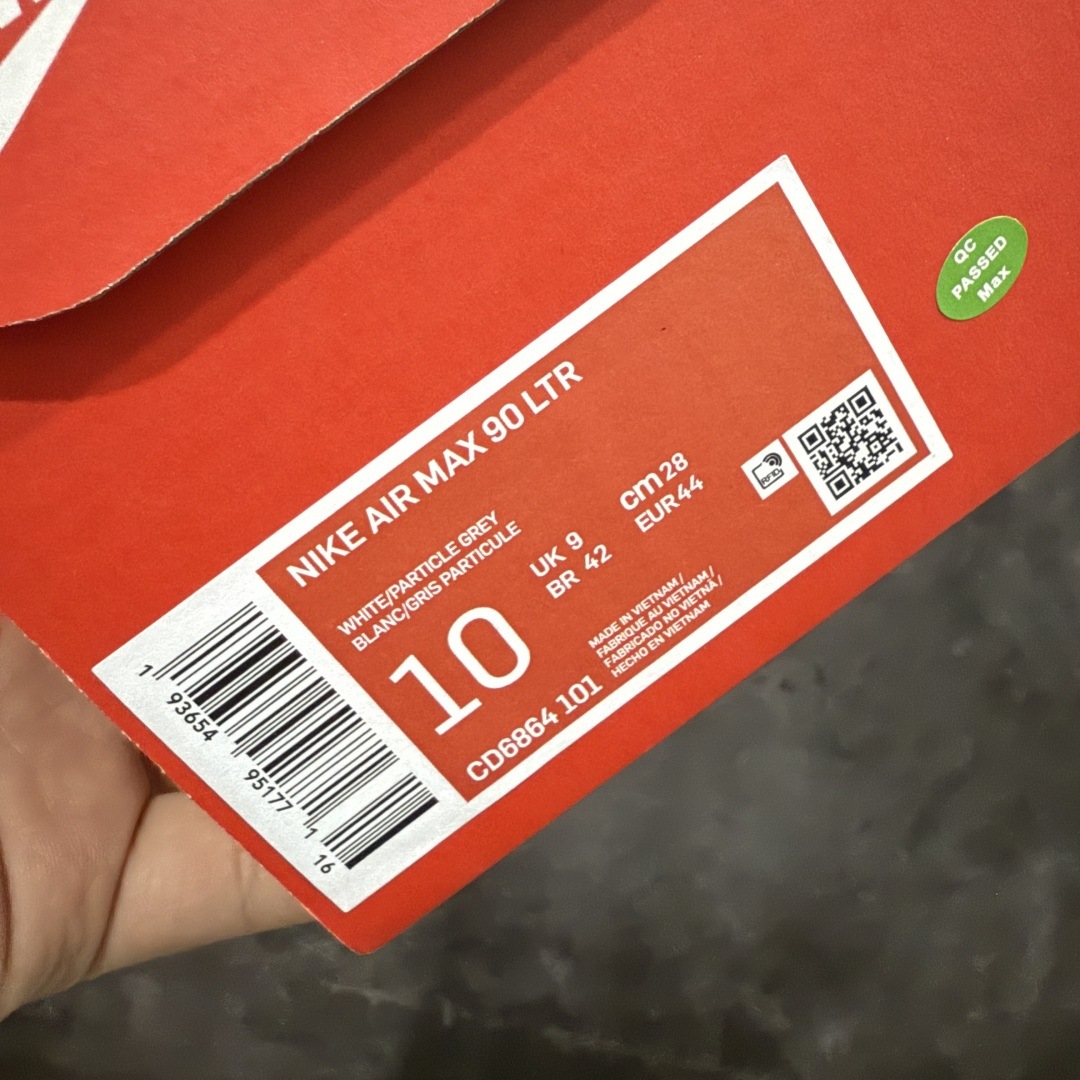 QC
PASSED
Max
NIKE AIR MAX 90 LTR
WHITE/PARTICLE GREY
BLANC/GRIS PARTICULE
10
UK 9
BR 42
cm 28
EUR 44
RFID
CD6864 101
MADE IN VIETNAM /
FABRIQUE AU VIETNAM /
FABRICADO NO VIETNÃ /
HECHO EN VIETNAM
1 93654 95177 1 16